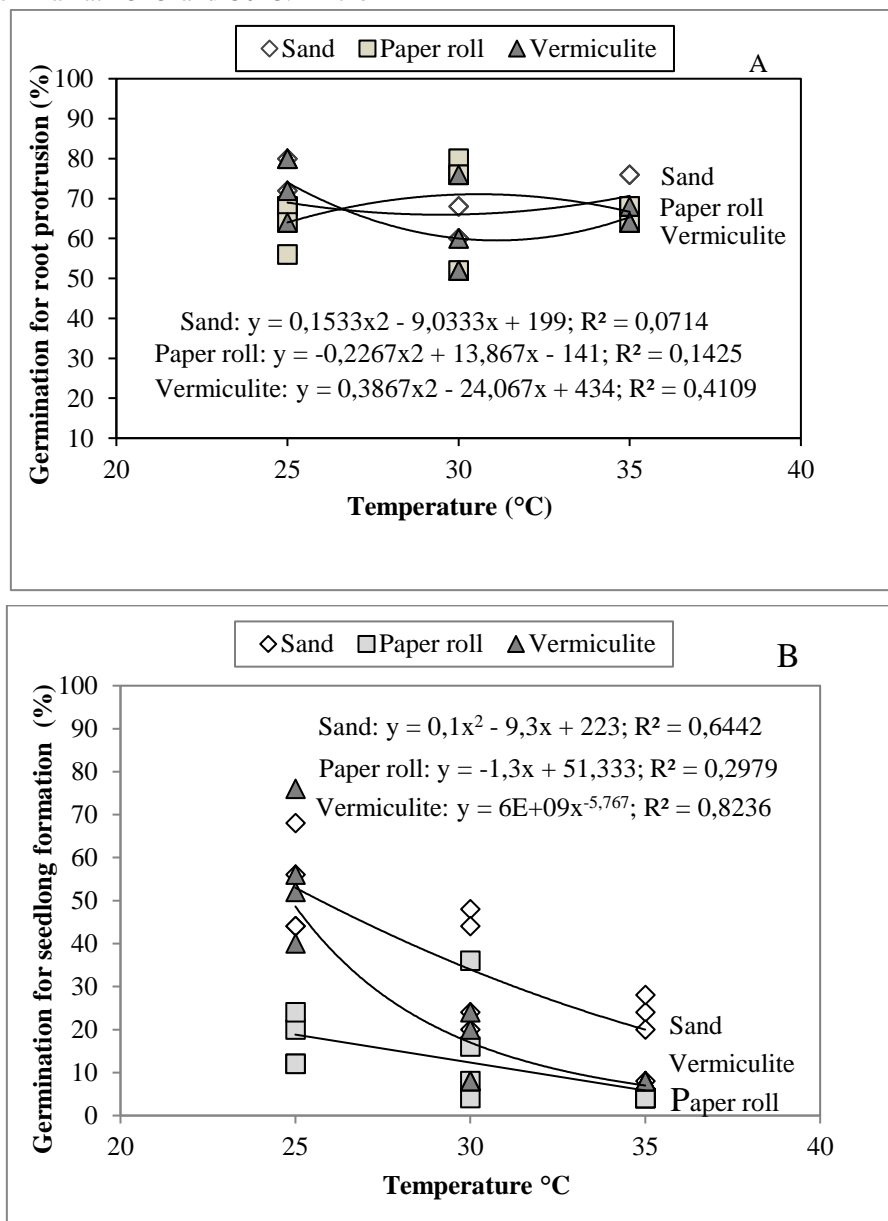 Sand Paper roll Vermiculite
A
100
90
80
70
60
50
40
30
20
10
Germination for root protrusion (%)
Sand
Paper roll
Vermiculite
Sand: y = 0,1533x2 - 9,0333x + 199; R² = 0,0714
Paper roll: y = -0,2267x2 + 13,867x - 141; R² = 0,1425
Vermiculite: y = 0,3867x2 - 24,067x + 434; R² = 0,4109
20 25 30 35 40
Temperature (°C)
Sand Paper roll Vermiculite
B
100
90
80
70
60
50
40
30
20
10
0
Germination for seedlong formation (%)
Sand: y = 0,1x² - 9,3x + 223; R² = 0,6442
Paper roll: y = -1,3x + 51,333; R² = 0,2979
Vermiculite: y = 6E+09x⁻⁵,⁷⁶⁷; R² = 0,8236
Sand
Vermiculite
Paper roll
20 25 30 35 40
Temperature °C